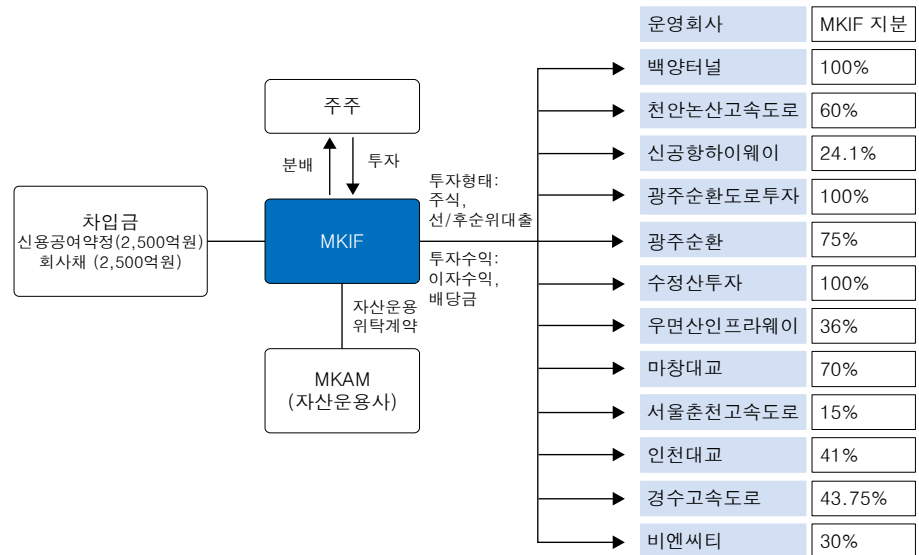 주주
분배
투자
차입금
신용공여약정(2,500억원)
회사채 (2,500억원)
MKIF
투자형태:
주식,
선/후순위대출
투자수익:
이자수익,
배당금
자산운용
위탁계약
MKAM
(자산운용사)
운영회사 MKIF 지분
백양터널 100%
천안논산고속도로 60%
신공항하이웨이 24.1%
광주순환도로투자 100%
광주순환 75%
수정산투자 100%
우면산인프라웨이 36%
마창대교 70%
서울춘천고속도로 15%
인천대교 41%
경수고속도로 43.75%
비엔씨티 30%